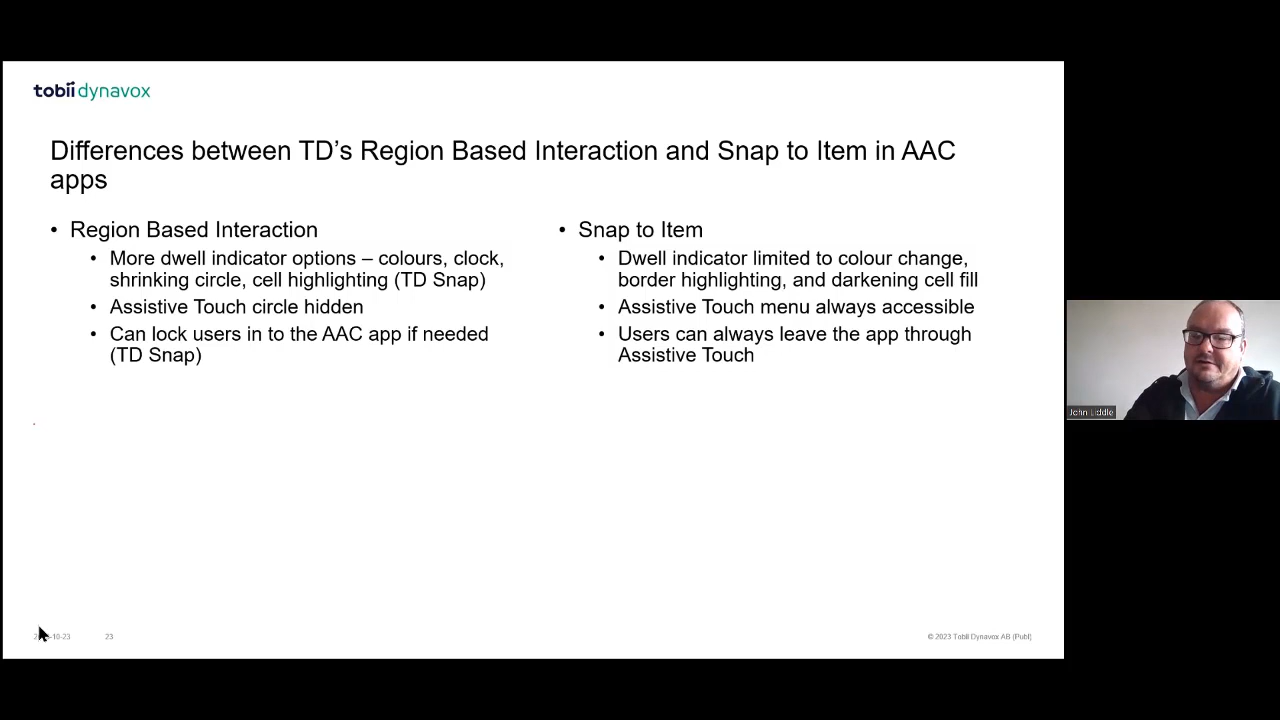 tobii dynavox
Differences between TD’s Region Based Interaction and Snap to Item in AAC
apps
• Region Based Interaction
• More dwell indicator options – colours, clock,
shrinking circle, cell highlighting (TD Snap)
• Assistive Touch circle hidden
• Can lock users in to the AAC app if needed
(TD Snap)
• Snap to Item
• Dwell indicator limited to colour change,
border highlighting, and darkening cell fill
• Assistive Touch menu always accessible
• Users can always leave the app through
Assistive Touch
John Liddle
-10-23
23
© 2023 Tobii Dynavox AB (Publ)